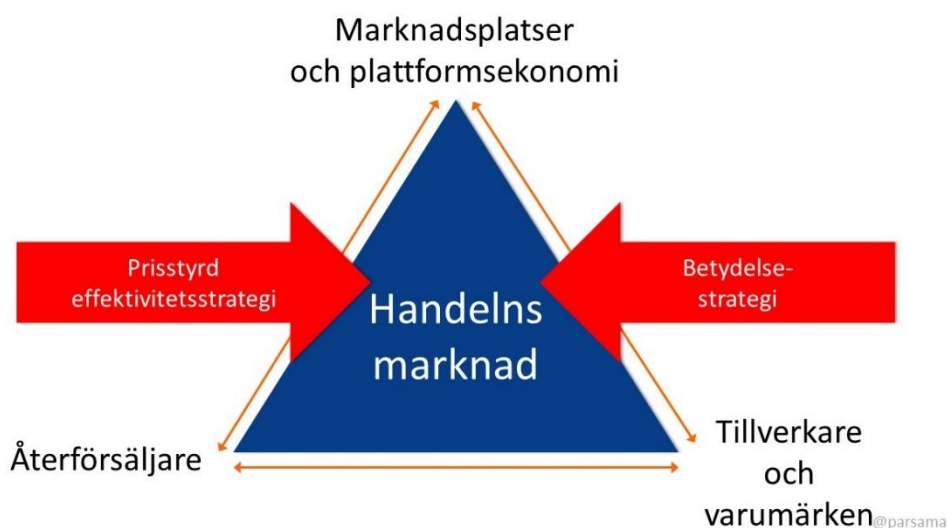 Marknadsplatser
och plattformsekonomi
Prisstyrd
effektivitetsstrategi
Betydelse-
strategi
Handelns
marknad
Återförsäljare
Tillverkare
och
varumärken
@parsama